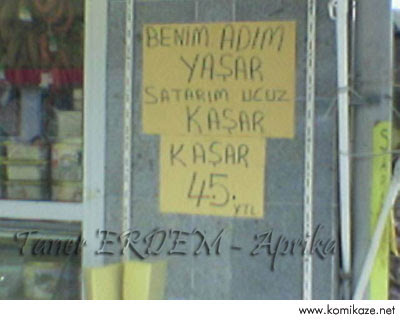 BENİM ADIM
YAŞAR
SATARIM UCUZ
KAŞAR
KAŞAR
45.
YTL
Taner ERDEM - Aprika
www.komikaze.net